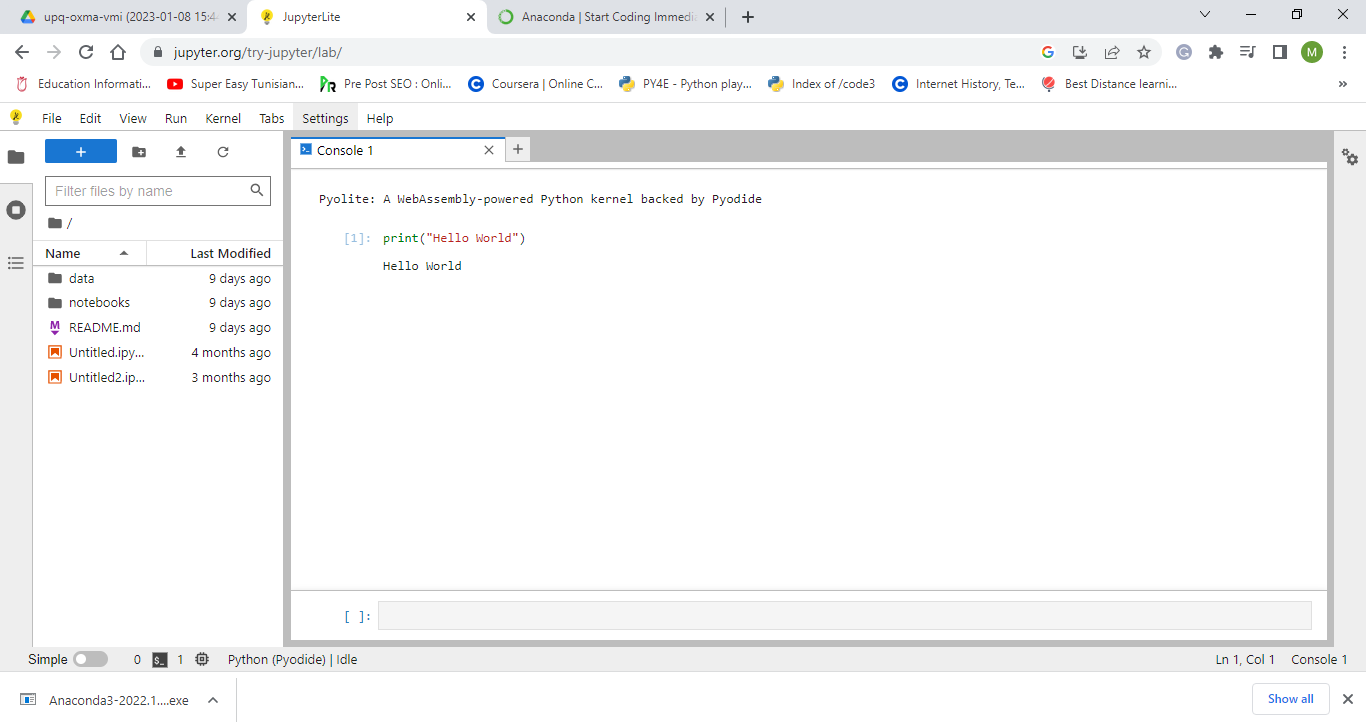 upq-oxma-vmi (2023-01-08 15:4
JupyterLite
Anaconda | Start Coding Immedi
jupyter.org/try-jupyter/lab/
M
Education Informati...
Super Easy Tunisian...
Pre Post SEO : Onli...
Coursera | Online C...
PY4E - Python play...
Index of /code3
Internet History, Te...
Best Distance learni...
»
File Edit View Run Kernel Tabs Settings Help
Console 1
Filter files by name
/
Name Last Modified
data 9 days ago
notebooks 9 days ago
README.md 9 days ago
Untitled.ipy... 4 months ago
Untitled2.ip... 3 months ago
Pyolite: A WebAssembly-powered Python kernel backed by Pyodide
[1]: print("Hello World")
Hello World
[ ]:
Simple 0 $_ 1 Python (Pyodide) | Idle Ln 1, Col 1 Console 1
Anaconda3-2022.1....exe
Show all